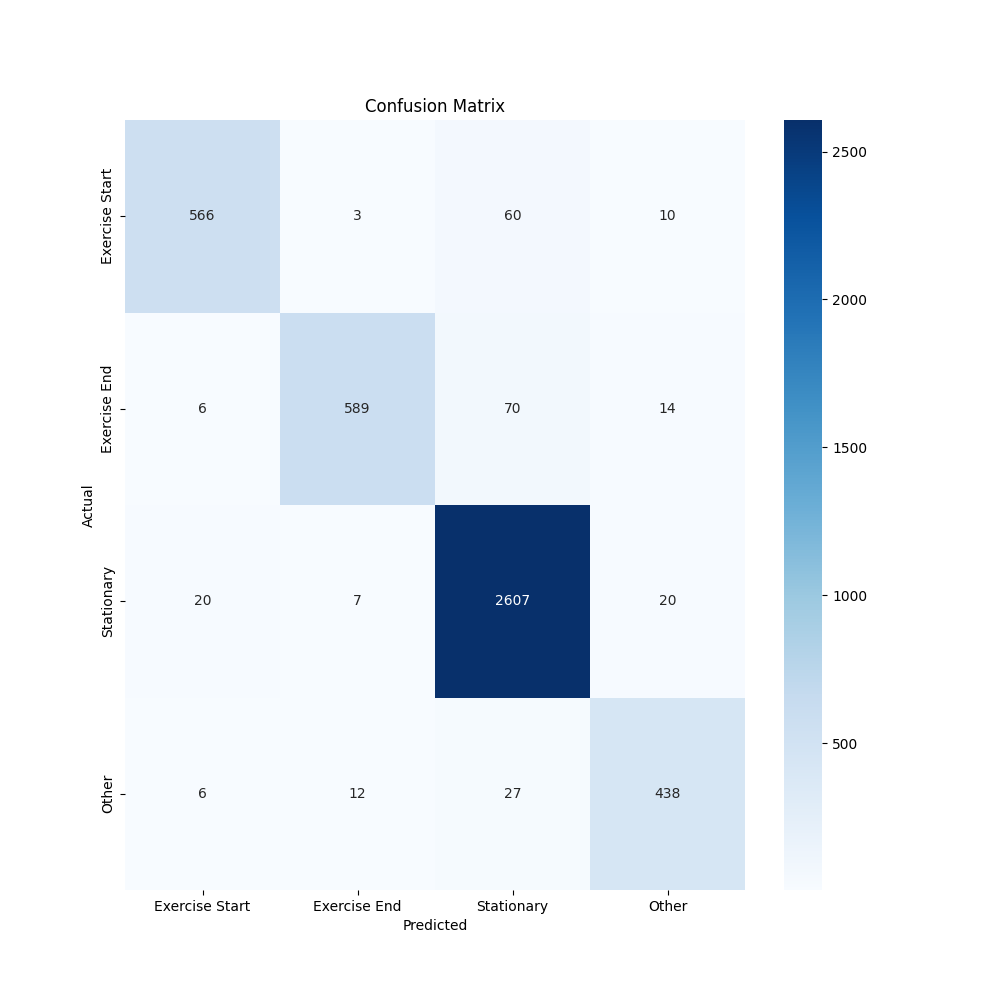 Confusion Matrix
Exercise Start
566 3 60 10
Exercise End
6 589 70 14
Stationary
20 7 2607 20
Other
6 12 27 438
Actual
Exercise Start Exercise End Stationary Other
Predicted
2500
2000
1500
1000
500